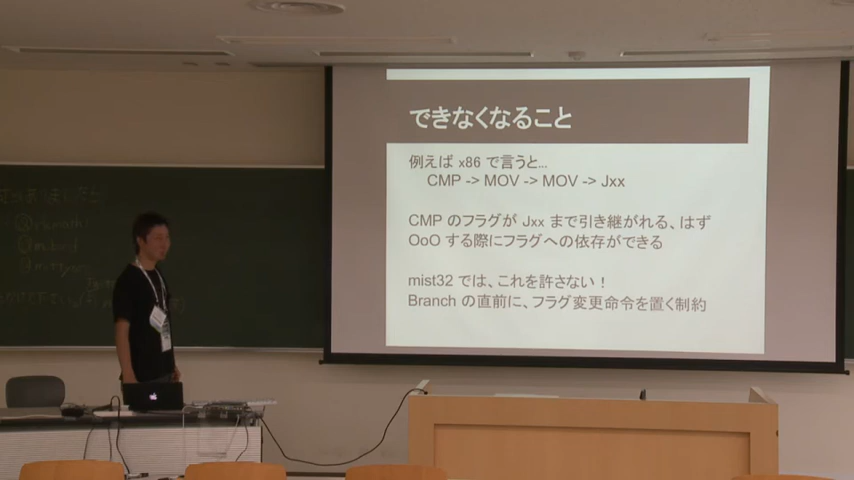 できなくなること
例えば x86 で言うと...
CMP -> MOV -> MOV -> Jxx
CMP のフラグが Jxx まで引き継がれる、はず
OoO する際にフラグへの依存ができる
mist32 では、これを許さない！
Branch の直前に、フラグ変更命令を置く制約